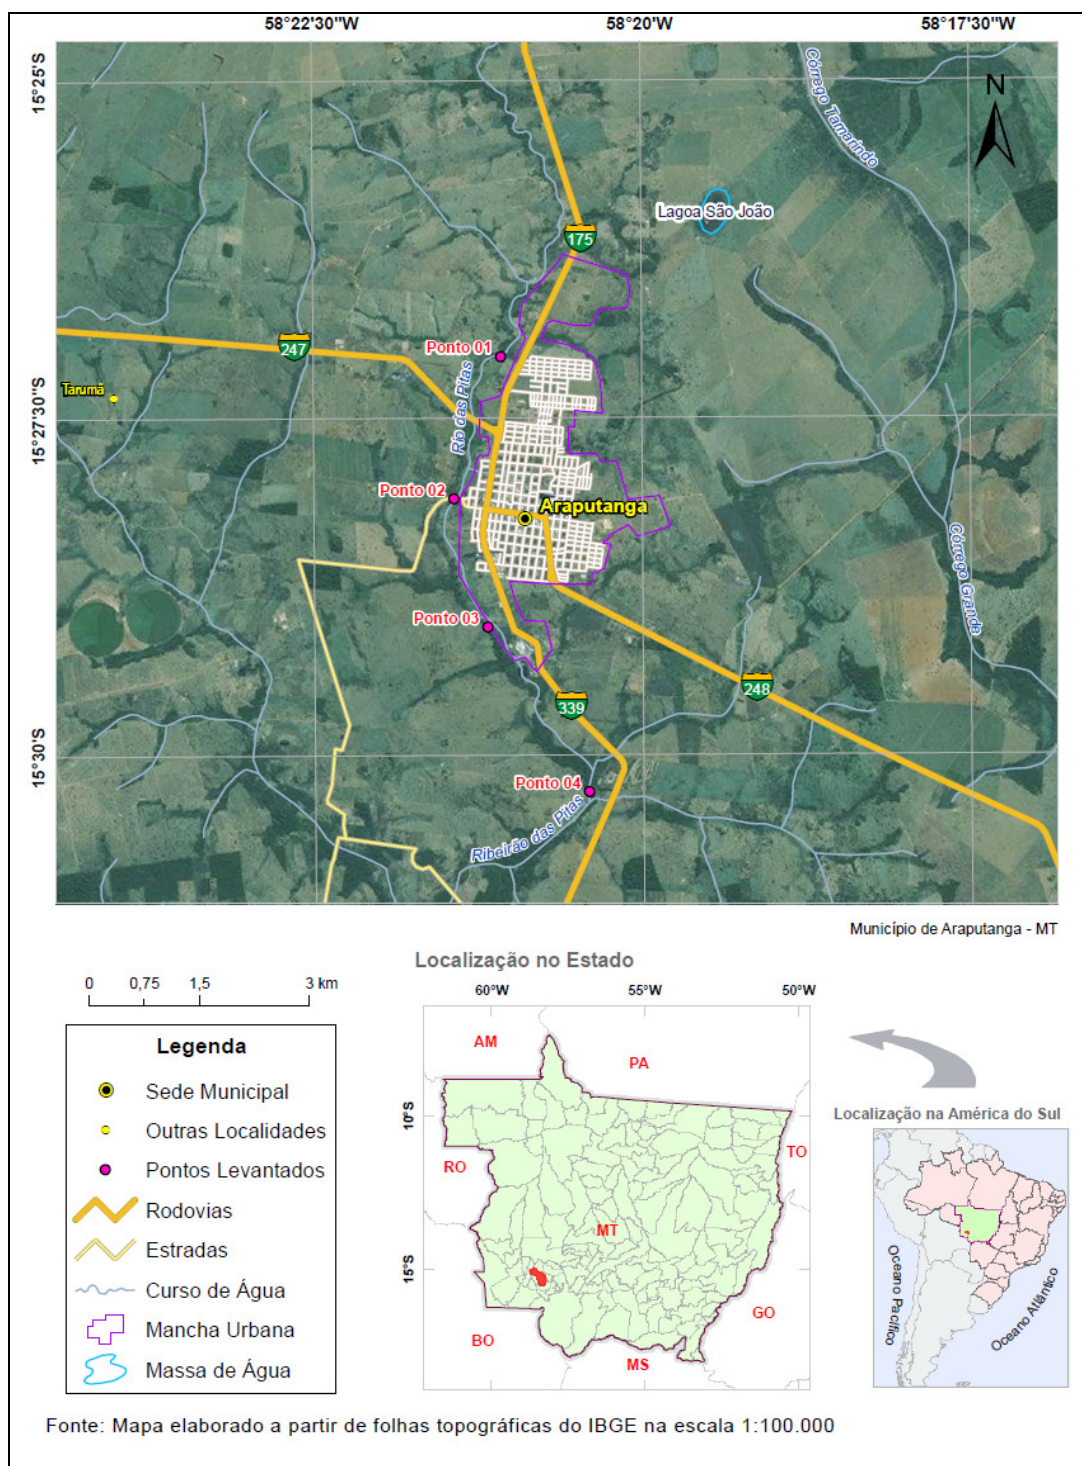 58°22'30"W 58°20'W 58°17'30"W
15°25'S
15°27'30"S
15°30'S
N
Córrego Tamarindo
Lagoa São João
175
247
Ponto 01
Tarumã
Rio das Pitas
Ponto 02
Araputanga
Córrego Grande
Ponto 03
248
339
Ponto 04
Ribeirão das Pitas
Município de Araputanga - MT
Localização no Estado
0 0,75 1,5 3 km
60°W 55°W 50°W
10°S
15°S
AM
PA
RO
TO
MT
GO
BO
MS
Legenda
Sede Municipal
Outras Localidades
Pontos Levantados
Rodovias
Estradas
Curso de Água
Mancha Urbana
Massa de Água
Localização na América do Sul
Oceano Pacífico
Oceano Atlântico
Fonte: Mapa elaborado a partir de folhas topográficas do IBGE na escala 1:100.000